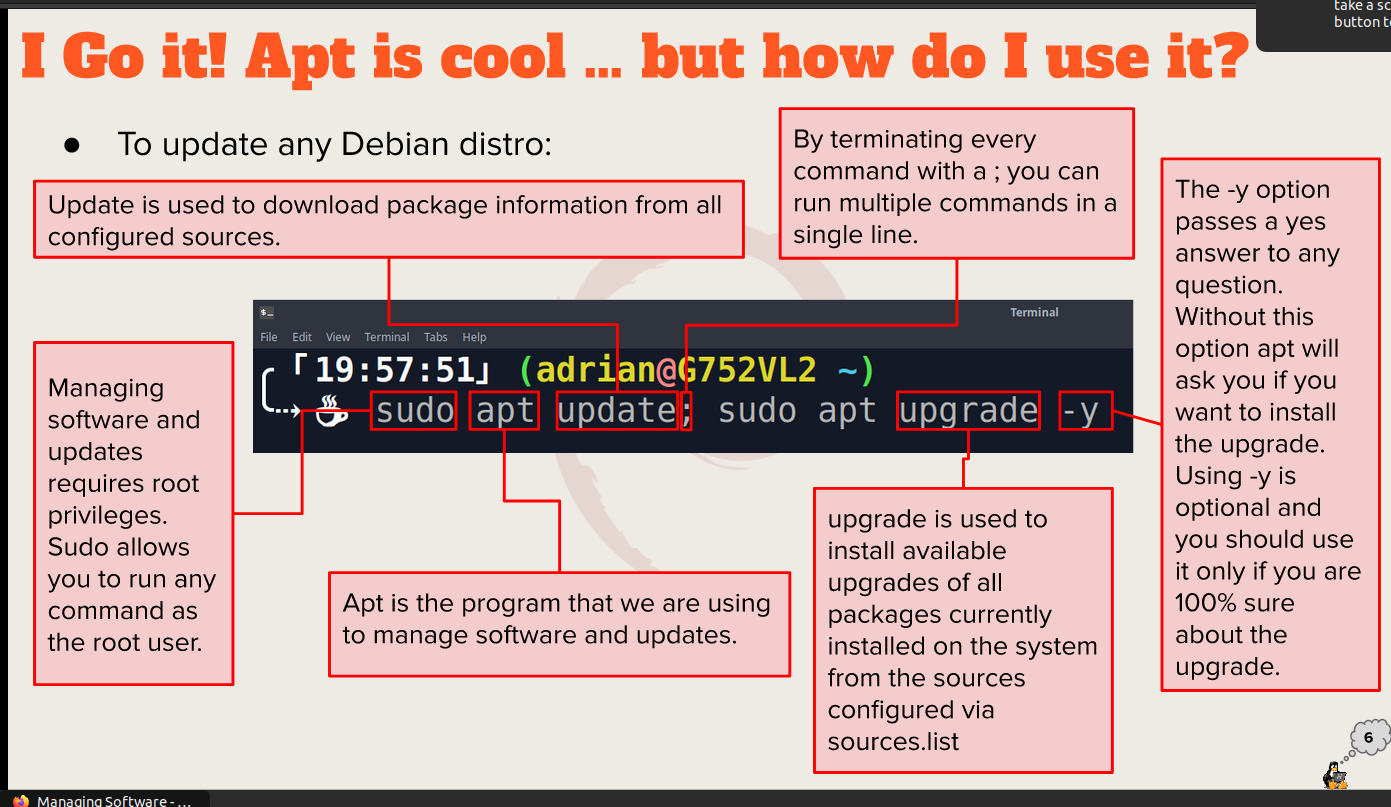 take a sc
button to
I Go it! Apt is cool ... but how do I use it?
● To update any Debian distro:
Update is used to download package information from all
configured sources.
By terminating every
command with a ; you can
run multiple commands in a
single line.
The -y option
passes a yes
answer to any
question.
Without this
option apt will
ask you if you
want to install
the upgrade.
Using -y is
optional and
you should use
it only if you are
100% sure
about the
upgrade.
$_
Terminal
File Edit View Terminal Tabs Help
「19:57:51」 (adrian@G752VL2 ~)
sudo apt update; sudo apt upgrade -y
Managing
software and
updates
requires root
privileges.
Sudo allows
you to run any
command as
the root user.
Apt is the program that we are using
to manage software and updates.
upgrade is used to
install available
upgrades of all
packages currently
installed on the system
from the sources
configured via
sources.list
6
Managing Software - ...